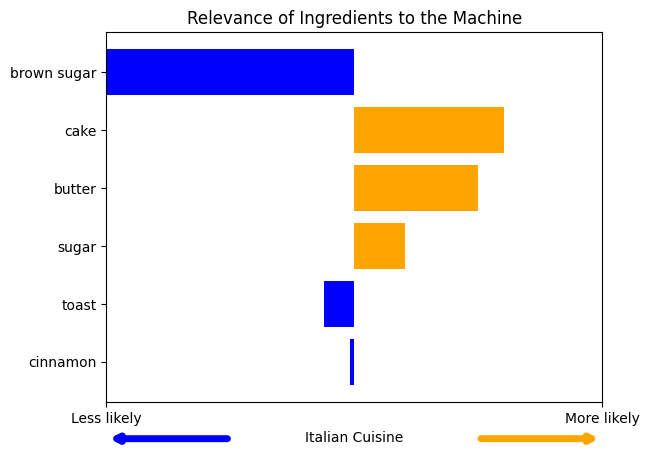 Relevance of Ingredients to the Machine
brown sugar
cake
butter
sugar
toast
cinnamon
Less likely
More likely
Italian Cuisine